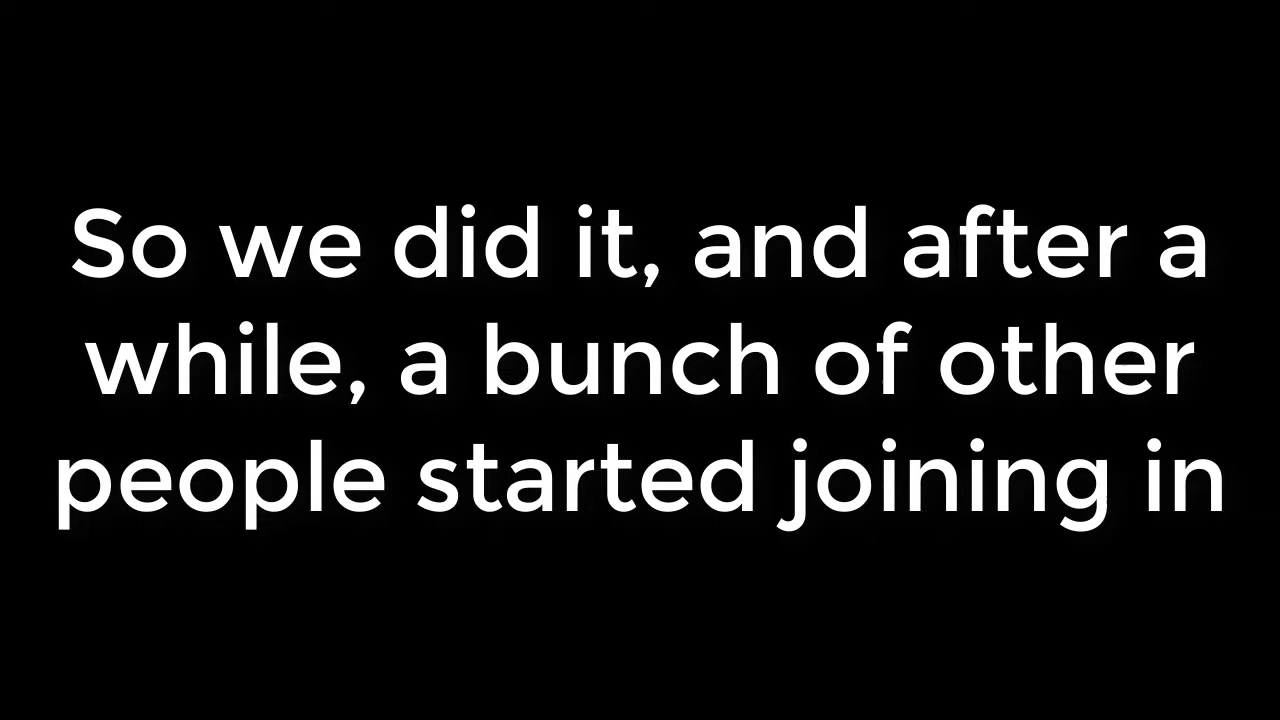 So we did it, and after a
while, a bunch of other
people started joining in